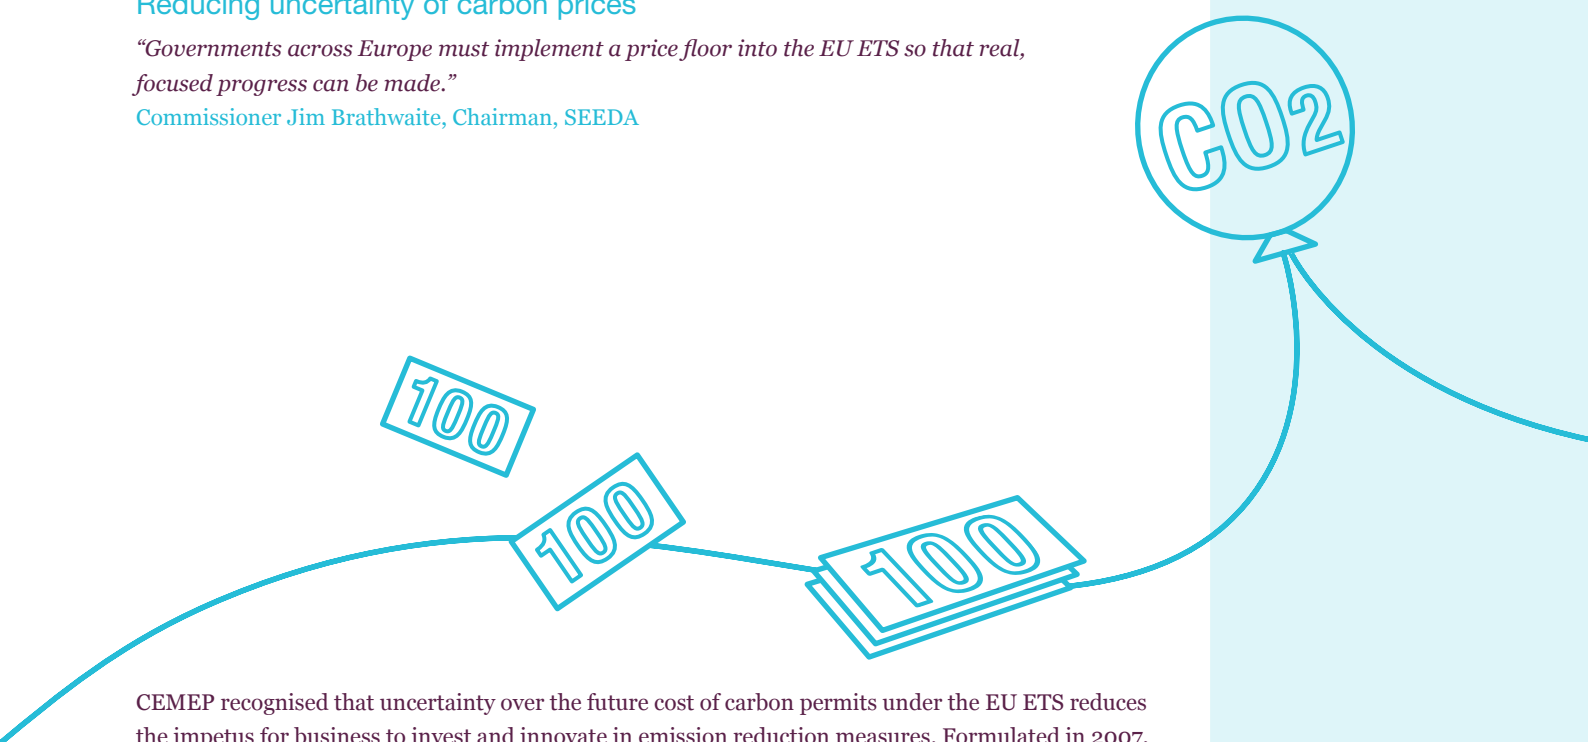 Reducing uncertainty of carbon prices
“Governments across Europe must implement a price floor into the EU ETS so that real,
focused progress can be made.”
Commissioner Jim Brathwaite, Chairman, SEEDA
CO2
100
100
100
CEMEP recognised that uncertainty over the future cost of carbon permits under the EU ETS reduces
the impetus for business to invest and innovate in emission reduction measures. Formulated in 2007,